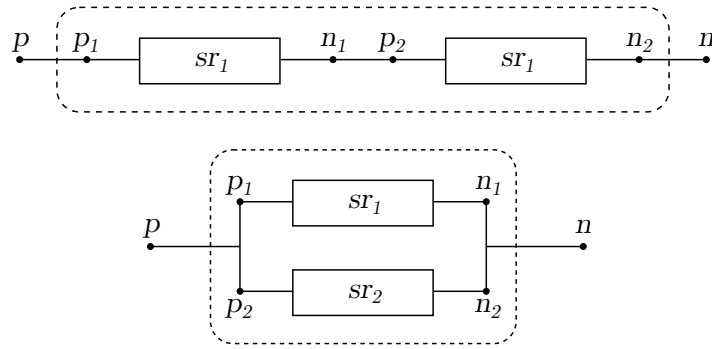 p p₁ sr₁ n₁ p₂ sr₁ n₂ n
p₁ sr₁ n₁
p n
p₂ sr₂ n₂